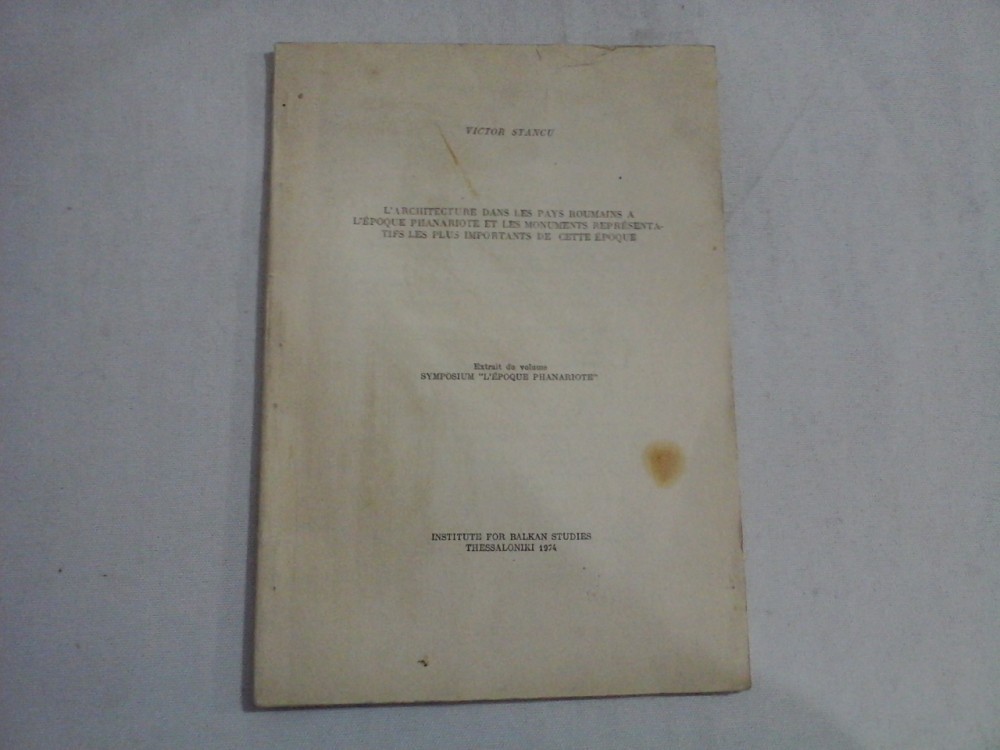 VICTOR STANCU
L'ARCHITECTURE DANS LES PAYS ROUMAINS A
L'ÉPOQUE PHANARIOTE ET LES MONUMENTS REPRÉSENTA-
TIFS LES PLUS IMPORTANTS DE CETTE ÉPOQUE
Extrait du volume
SYMPOSIUM "L'ÉPOQUE PHANARIOTE"
INSTITUTE FOR BALKAN STUDIES
THESSALONIKI 1974